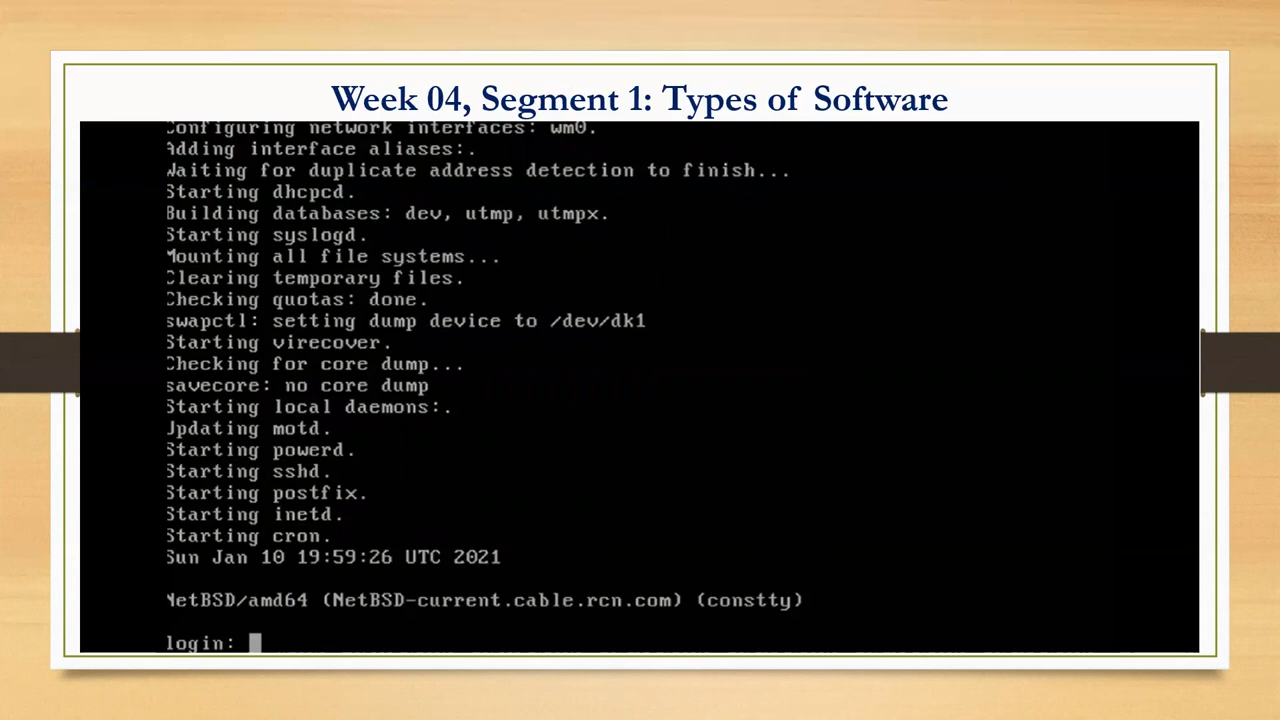 Week 04, Segment 1: Types of Software
Configuring network interfaces: wm0.
Adding interface aliases:.
Waiting for duplicate address detection to finish...
Starting dhcpcd.
Building databases: dev, utmp, utmpx.
Starting syslogd.
Mounting all file systems...
Clearing temporary files.
Checking quotas: done.
swapctl: setting dump device to /dev/dk1
Starting virecover.
Checking for core dump...
savecore: no core dump
Starting local daemons:.
Updating motd.
Starting powerd.
Starting sshd.
Starting postfix.
Starting inetd.
Starting cron.
Sun Jan 10 19:59:26 UTC 2021
NetBSD/amd64 (NetBSD-current.cable.rcn.com) (constty)
login: